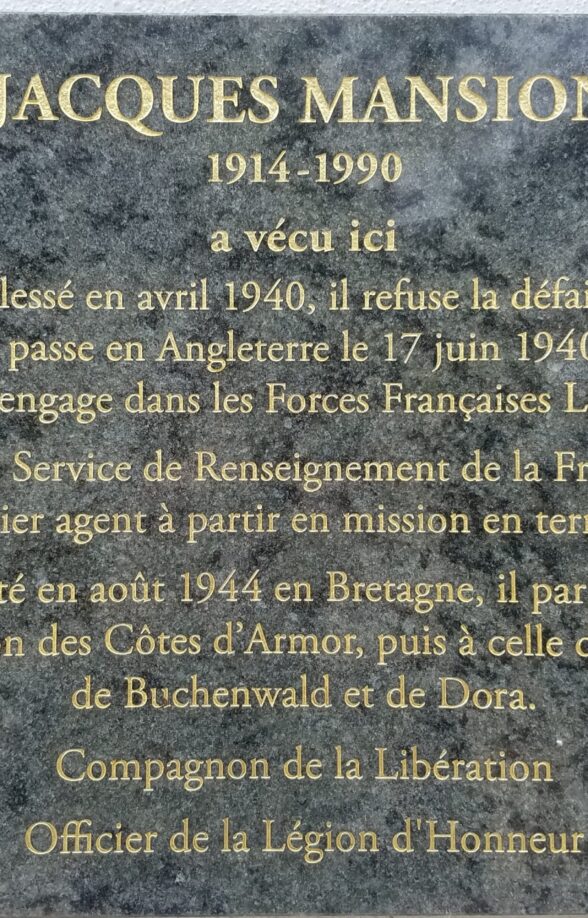 JACQUES MANSION
1914-1990
a vécu ici
lessé en avril 1940, il refuse la défai
passe en Angleterre le 17 juin 1940
engage dans les Forces Françaises L
Service de Renseignement de la Fr
ier agent à partir en mission en terr
té en août 1944 en Bretagne, il par
on des Côtes d'Armor, puis à celle d
de Buchenwald et de Dora.
Compagnon de la Libération
Officier de la Légion d'Honneur